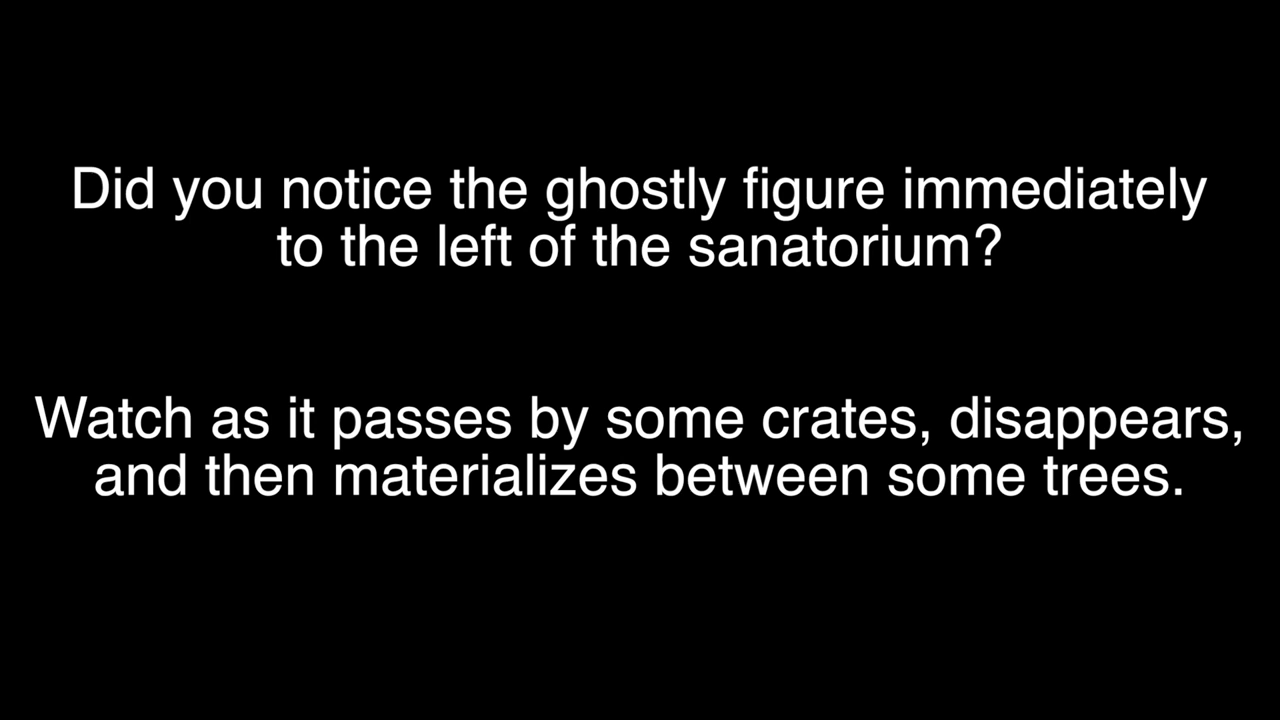 Did you notice the ghostly figure immediately
to the left of the sanatorium?
Watch as it passes by some crates, disappears,
and then materializes between some trees.